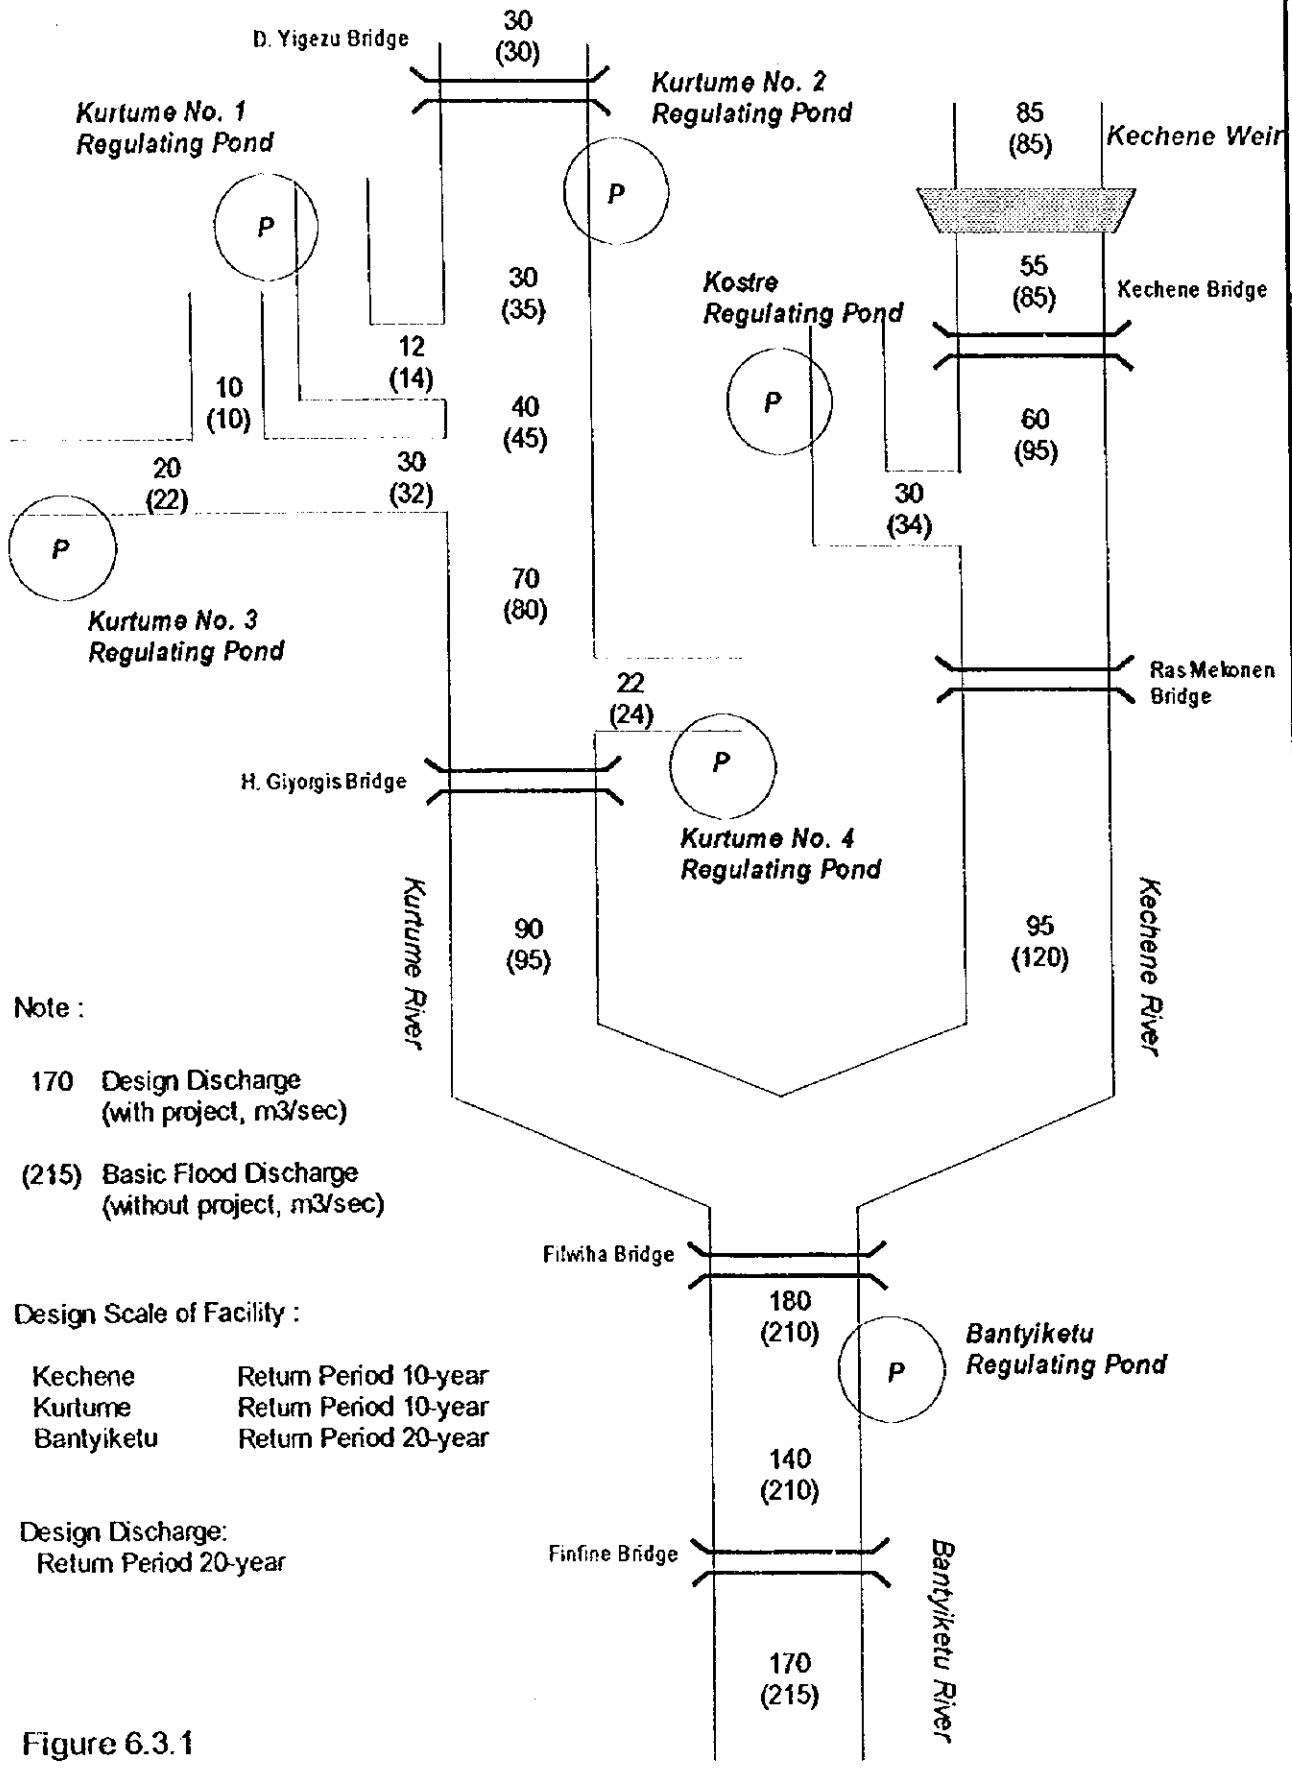 30
(30)
D. Yigezu Bridge
Kurtume No. 2
Regulating Pond
Kurtume No. 1
Regulating Pond
85
(85)
Kechene Weir
P
P
30
(35)
Kostre
Regulating Pond
55
(85)
Kechene Bridge
12
(14)
10
(10)
40
(45)
P
60
(95)
20
(22)
30
(32)
30
(34)
P
Kurtume No. 3
Regulating Pond
70
(80)
22
(24)
Ras Mekonen
Bridge
H. Giyorgis Bridge
P
Kurtume No. 4
Regulating Pond
Kurtume River
90
(95)
95
(120)
Kechene River
Note :
170 Design Discharge
(with project, m3/sec)
(215) Basic Flood Discharge
(without project, m3/sec)
Filwiha Bridge
180
(210)
Bantyiketu
Regulating Pond
P
Design Scale of Facility :
Kechene Return Period 10-year
Kurtume Return Period 10-year
Bantyiketu Return Period 20-year
140
(210)
Design Discharge:
Return Period 20-year
Finfine Bridge
Bantyiketu River
170
(215)
Figure 6.3.1